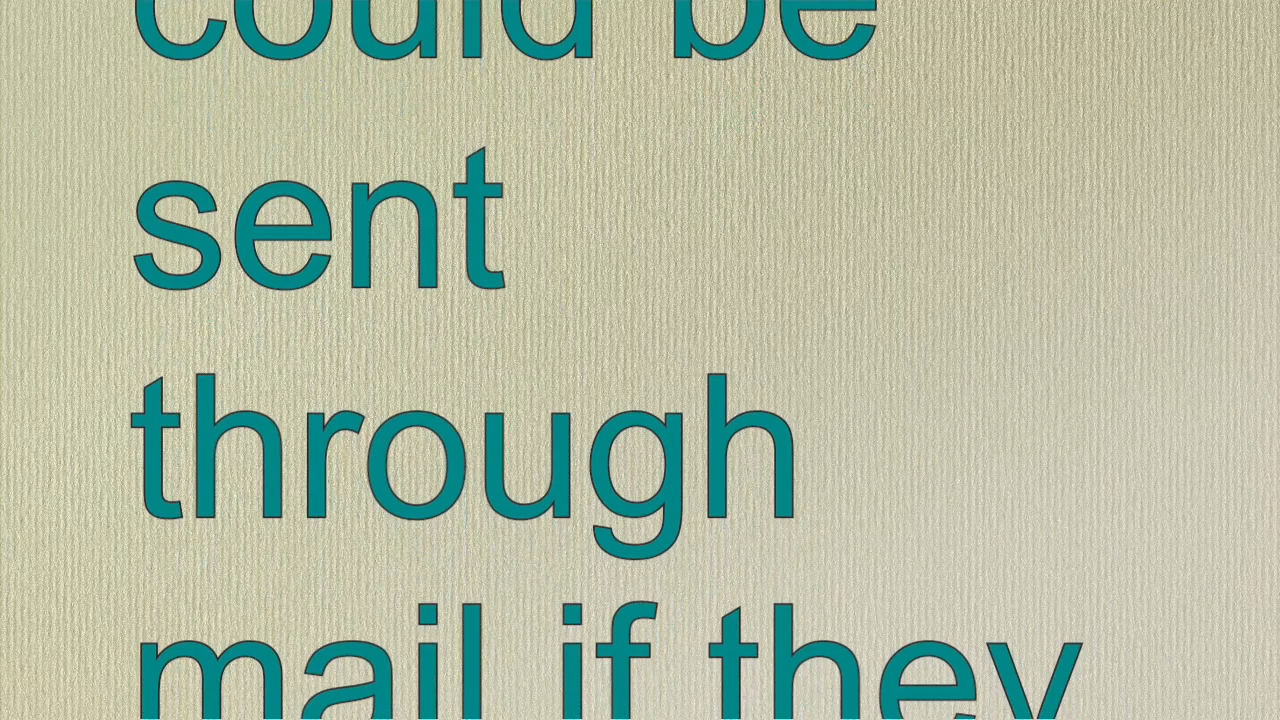 could be
sent
through
mail if they